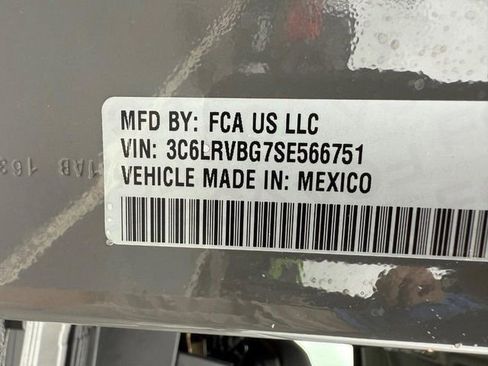 MFD BY: FCA US LLC
VIN: 3C6LRVBG7SE566751
VEHICLE MADE IN: MEXICO